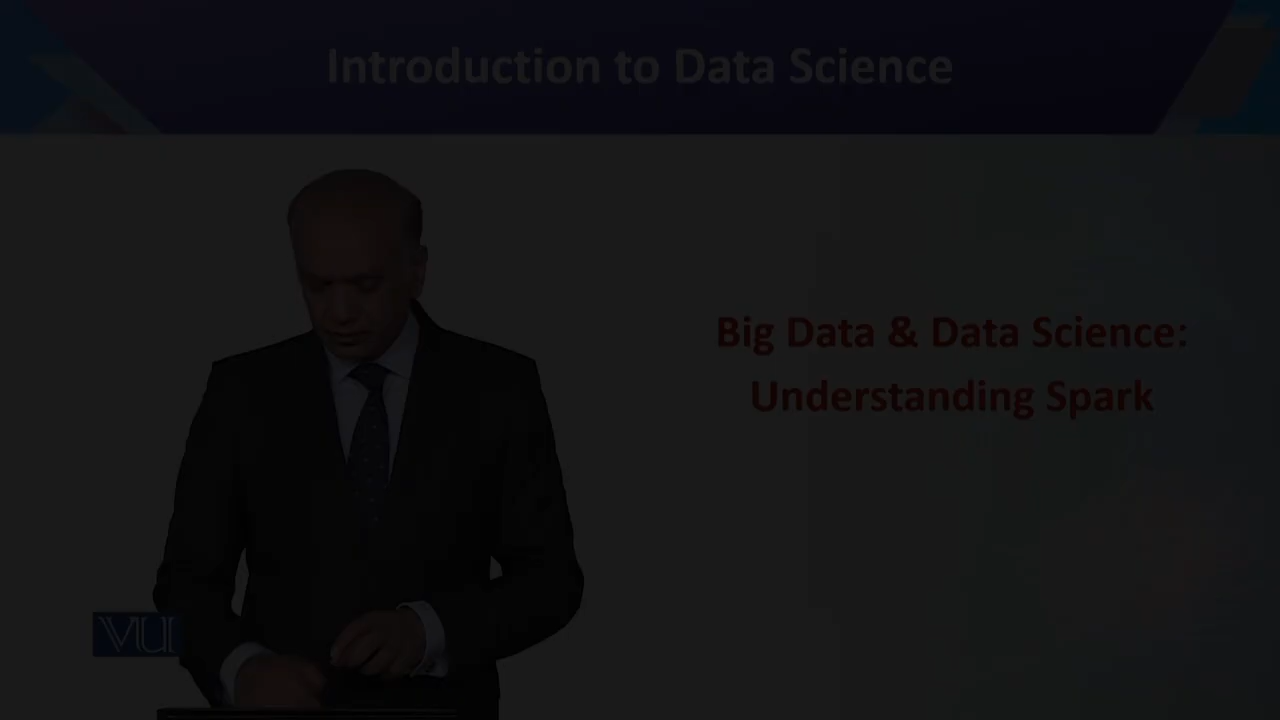 Introduction to Data Science
Big Data & Data Science:
Understanding Spark
VU